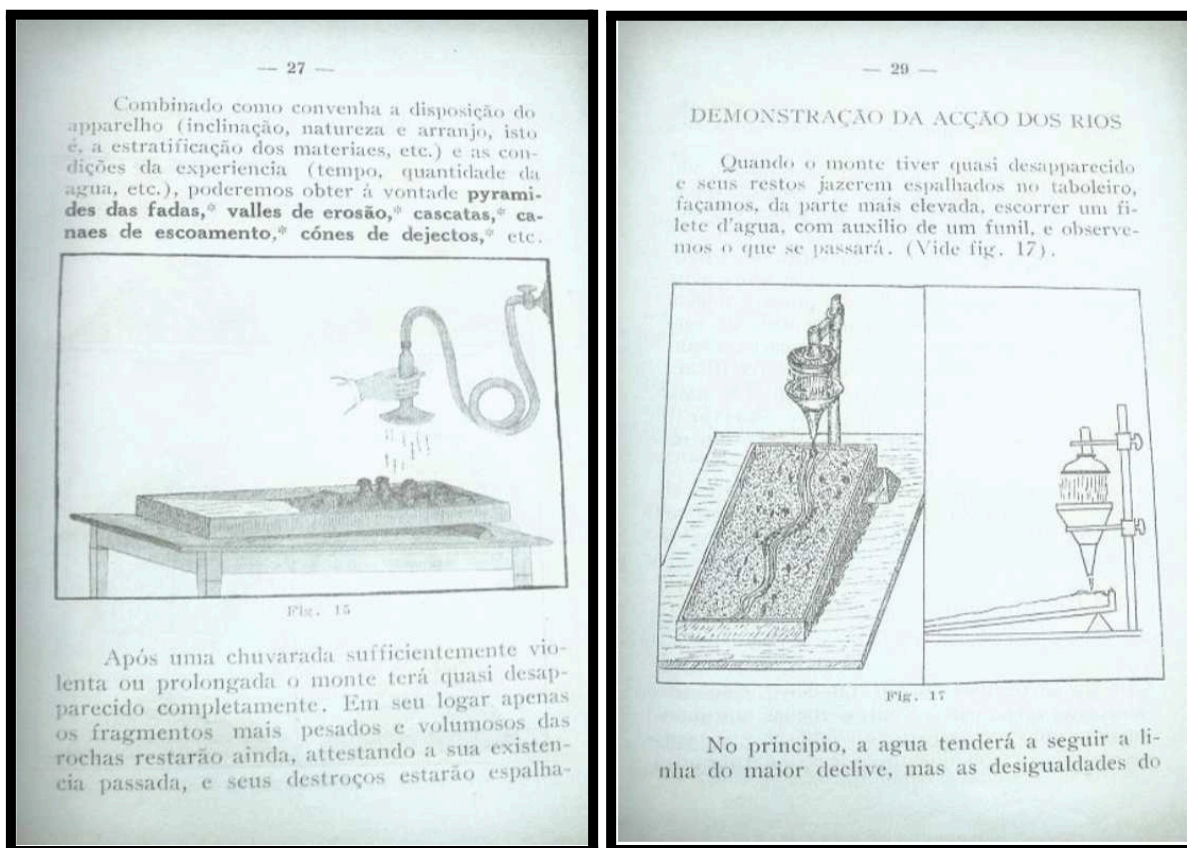 — 27 —
Combinado como convenha a disposição do
apparelho (inclinação, natureza e arranjo, isto
é, a estratificação dos materiaes, etc.) e as con-
dições da experiencia (tempo, quantidade da
agua, etc.), poderemos obter á vontade pyrami-
des das fadas,* valles de erosão,* cascatas,* ca-
naes de escoamento,* cónes de dejectos,* etc.
Fig. 15
Após uma chuvarada sufficientemente vio-
lenta ou prolongada o monte terá quasi desap-
parecido completamente. Em seu logar apenas
os fragmentos mais pesados e volumosos das
rochas restarão ainda, attestando a sua existen-
cia passada, e seus destroços estarão espalha-
— 29 —
DEMONSTRAÇÃO DA ACÇÃO DOS RIOS
Quando o monte tiver quasi desapparecido
e seus restos jazerem espalhados no taboleiro,
façamos, da parte mais elevada, escorrer um fi-
lete d'agua, com auxilio de um funil, e observe-
mos o que se passará. (Vide fig. 17).
Fig. 17
No principio, a agua tenderá a seguir a li-
nha do maior declive, mas as desigualdades do